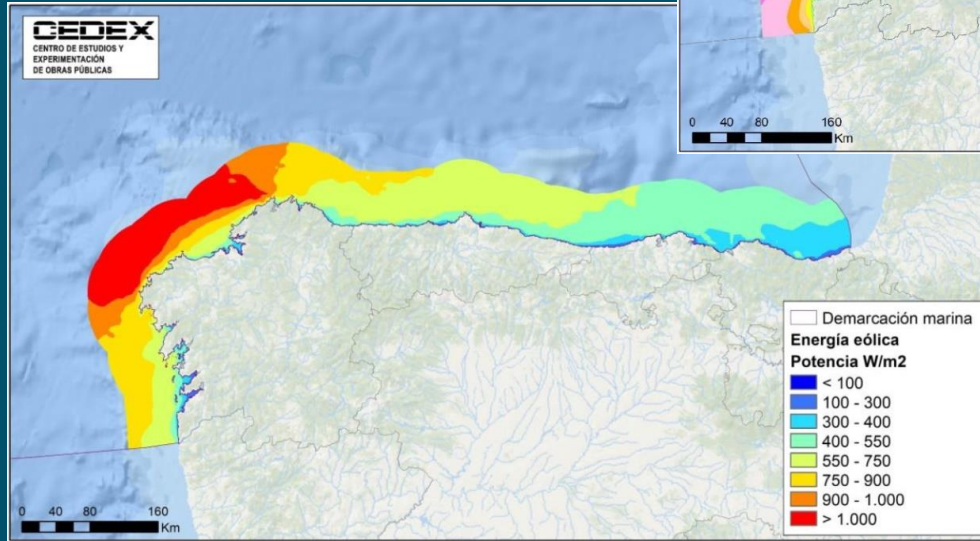 CEDEX
CENTRO DE ESTUDIOS Y
EXPERIMENTACIÓN
DE OBRAS PÚBLICAS
0 40 80 160
Km
Demarcación marina
Energía eólica
Potencia W/m2
< 100
100 - 300
300 - 400
400 - 550
550 - 750
750 - 900
900 - 1.000
> 1.000
0 40 80 160
Km